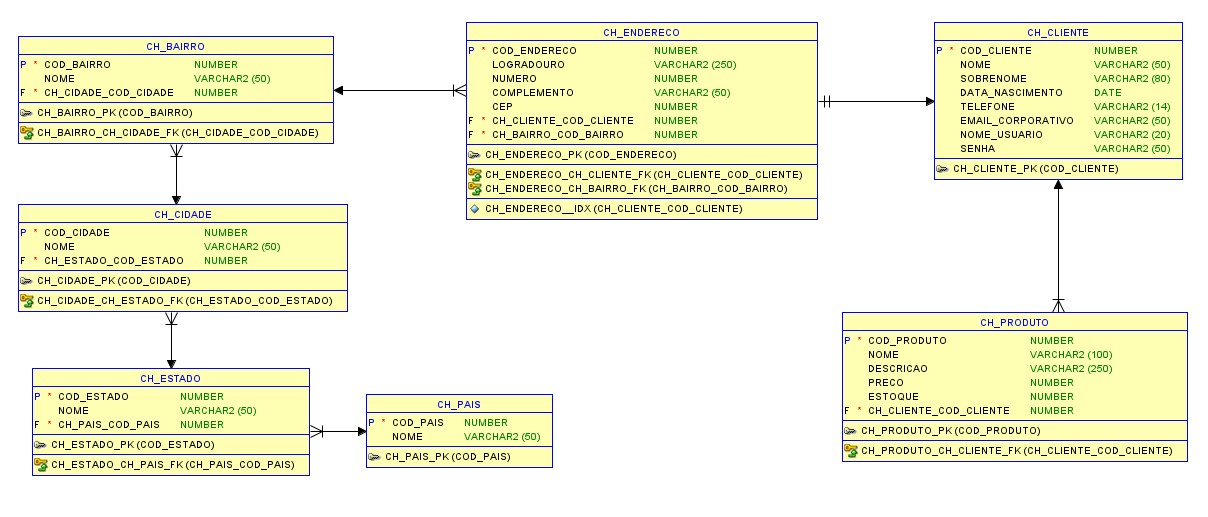 CH_BAIRRO
P * COD_BAIRRO NUMBER
NOME VARCHAR2 (50)
F * CH_CIDADE_COD_CIDADE NUMBER
CH_BAIRRO_PK (COD_BAIRRO)
CH_BAIRRO_CH_CIDADE_FK (CH_CIDADE_COD_CIDADE)
CH_ENDERECO
P * COD_ENDERECO NUMBER
LOGRADOURO VARCHAR2 (250)
NUMERO NUMBER
COMPLEMENTO VARCHAR2 (50)
CEP NUMBER
F * CH_CLIENTE_COD_CLIENTE NUMBER
F * CH_BAIRRO_COD_BAIRRO NUMBER
CH_ENDERECO_PK (COD_ENDERECO)
CH_ENDERECO_CH_CLIENTE_FK (CH_CLIENTE_COD_CLIENTE)
CH_ENDERECO_CH_BAIRRO_FK (CH_BAIRRO_COD_BAIRRO)
CH_ENDERECO__IDX (CH_CLIENTE_COD_CLIENTE)
CH_CLIENTE
P * COD_CLIENTE NUMBER
NOME VARCHAR2 (50)
SOBRENOME VARCHAR2 (80)
DATA_NASCIMENTO DATE
TELEFONE VARCHAR2 (14)
EMAIL_CORPORATIVO VARCHAR2 (50)
NOME_USUARIO VARCHAR2 (20)
SENHA VARCHAR2 (50)
CH_CLIENTE_PK (COD_CLIENTE)
CH_CIDADE
P * COD_CIDADE NUMBER
NOME VARCHAR2 (50)
F * CH_ESTADO_COD_ESTADO NUMBER
CH_CIDADE_PK (COD_CIDADE)
CH_CIDADE_CH_ESTADO_FK (CH_ESTADO_COD_ESTADO)
CH_ESTADO
P * COD_ESTADO NUMBER
NOME VARCHAR2 (50)
F * CH_PAIS_COD_PAIS NUMBER
CH_ESTADO_PK (COD_ESTADO)
CH_ESTADO_CH_PAIS_FK (CH_PAIS_COD_PAIS)
CH_PAIS
P * COD_PAIS NUMBER
NOME VARCHAR2 (50)
CH_PAIS_PK (COD_PAIS)
CH_PRODUTO
P * COD_PRODUTO NUMBER
NOME VARCHAR2 (100)
DESCRICAO VARCHAR2 (250)
PRECO NUMBER
ESTOQUE NUMBER
F * CH_CLIENTE_COD_CLIENTE NUMBER
CH_PRODUTO_PK (COD_PRODUTO)
CH_PRODUTO_CH_CLIENTE_FK (CH_CLIENTE_COD_CLIENTE)